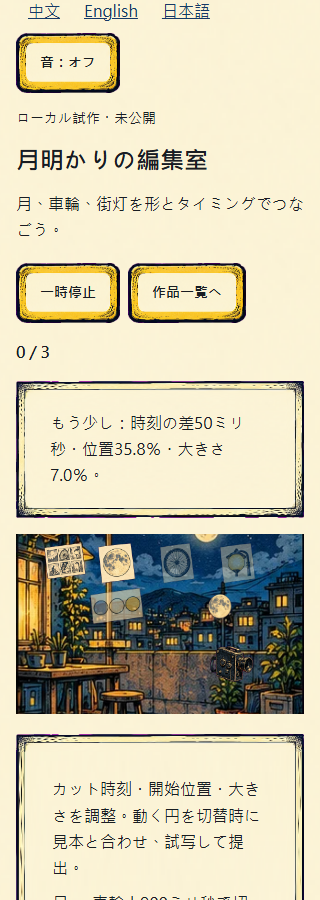 中文 English 日本語
音：オフ
ローカル試作・未公開
月明かりの編集室
月、車輪、街灯を形とタイミングでつな
ごう。
一時停止 作品一覧へ
0 / 3
もう少し：時刻の差50ミリ
秒・位置35.8%・大きさ
7.0%。
カット時刻・開始位置・大き
さを調整。動く円を切替時に
見本と合わせ、試写して提
出。